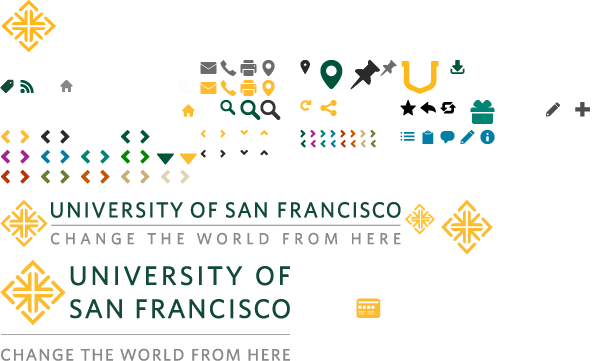 UNIVERSITY OF SAN FRANCISCO
CHANGE THE WORLD FROM HERE
UNIVERSITY OF
SAN FRANCISCO
CHANGE THE WORLD FROM HERE